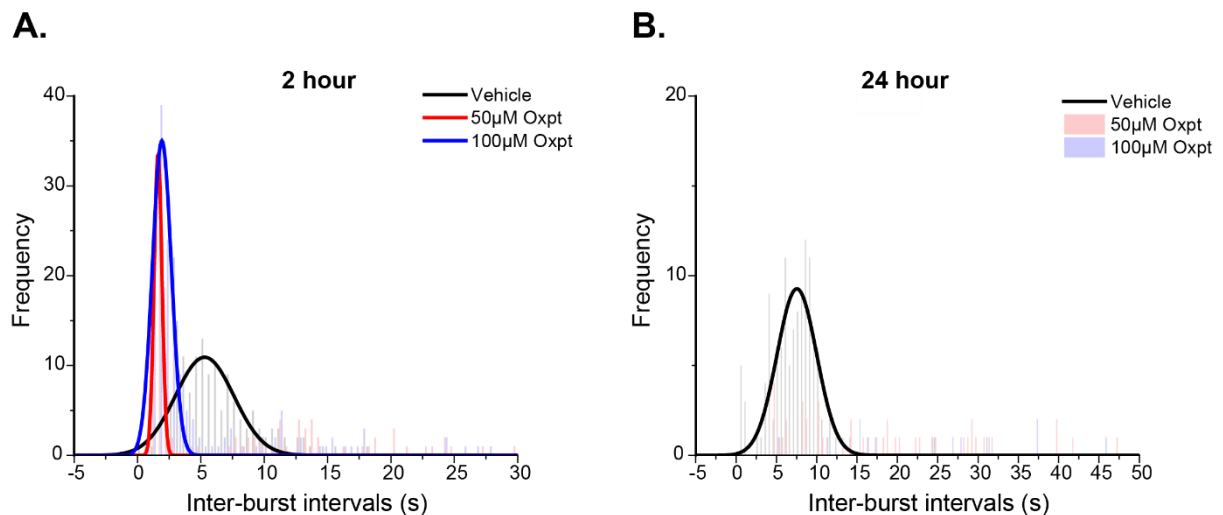 A.
2 hour
Vehicle
50µM Oxpt
100µM Oxpt
40
30
20
10
0
Frequency
-5
0
5
10
15
20
25
30
Inter-burst intervals (s)
B.
24 hour
Vehicle
50µM Oxpt
100µM Oxpt
20
10
0
Frequency
-5
0
5
10
15
20
25
30
35
40
45
50
Inter-burst intervals (s)